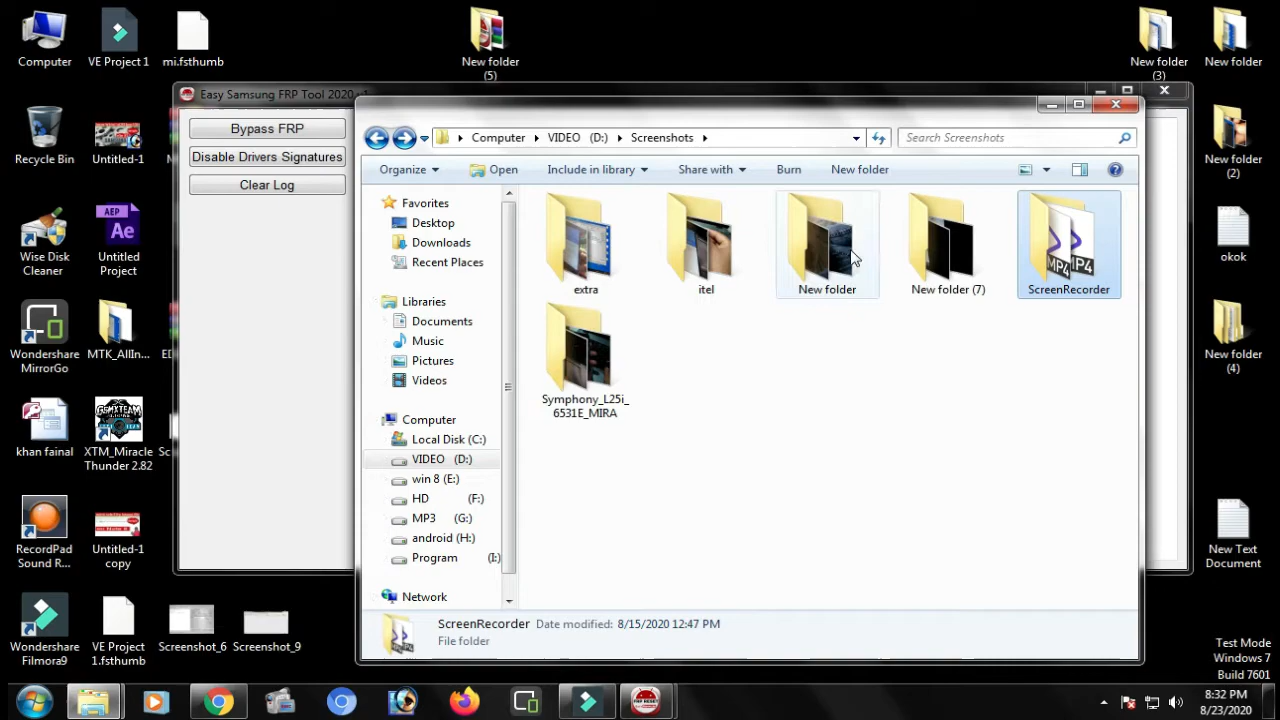 Computer
VE Project 1
mi.fsthumb
New folder
(5)
New folder
(3)
New folder
Easy Samsung FRP Tool 2020
Bypass FRP
Disable Drivers Signatures
Clear Log
Computer
VIDEO (D:)
Screenshots
Search Screenshots
Organize
Open
Include in library
Share with
Burn
New folder
Recycle Bin
Untitled-1
New folder
(2)
Wise Disk
Cleaner
Untitled
Project
okok
Wondershare
MirrorGo
MTK_AllIn...
New folder
(4)
khan fainal
XTM_Miracle
Thunder 2.82
RecordPad
Sound R...
Untitled-1
copy
New Text
Document
Wondershare
Filmora9
VE Project
1.fsthumb
Screenshot_6
Screenshot_9
Favorites
Desktop
Downloads
Recent Places
Libraries
Documents
Music
Pictures
Videos
Computer
Local Disk (C:)
VIDEO (D:)
win 8 (E:)
HD (F:)
MP3 (G:)
android (H:)
Program (I:)
Network
extra
itel
New folder
New folder (7)
MP4
MP4
ScreenRecorder
Symphony_L25i_
6531E_MIRA
ScreenRecorder
Date modified: 8/15/2020 12:47 PM
File folder
AEP
Ae
GSMXTEAM
Test Mode
Windows 7
Build 7601
8:32 PM
8/23/2020